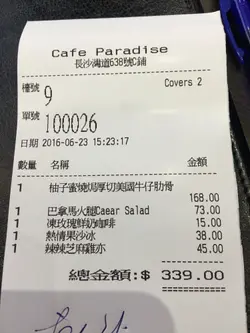 Cafe Paradise
長沙灣道638號C鋪
檯號 Covers 2
9
單號
100026
日期 2016-06-23 15:23:17
數量 名稱 金額
1 柚子蜜燒焗厚切美國牛仔肋骨
168.00
1 巴拿馬火腿Caear Salad 73.00
1 凍玫瑰鮮奶咖啡 15.00
1 熱情果沙冰 38.00
1 辣辣芝麻雞亦 45.00
總金額:$ 339.00